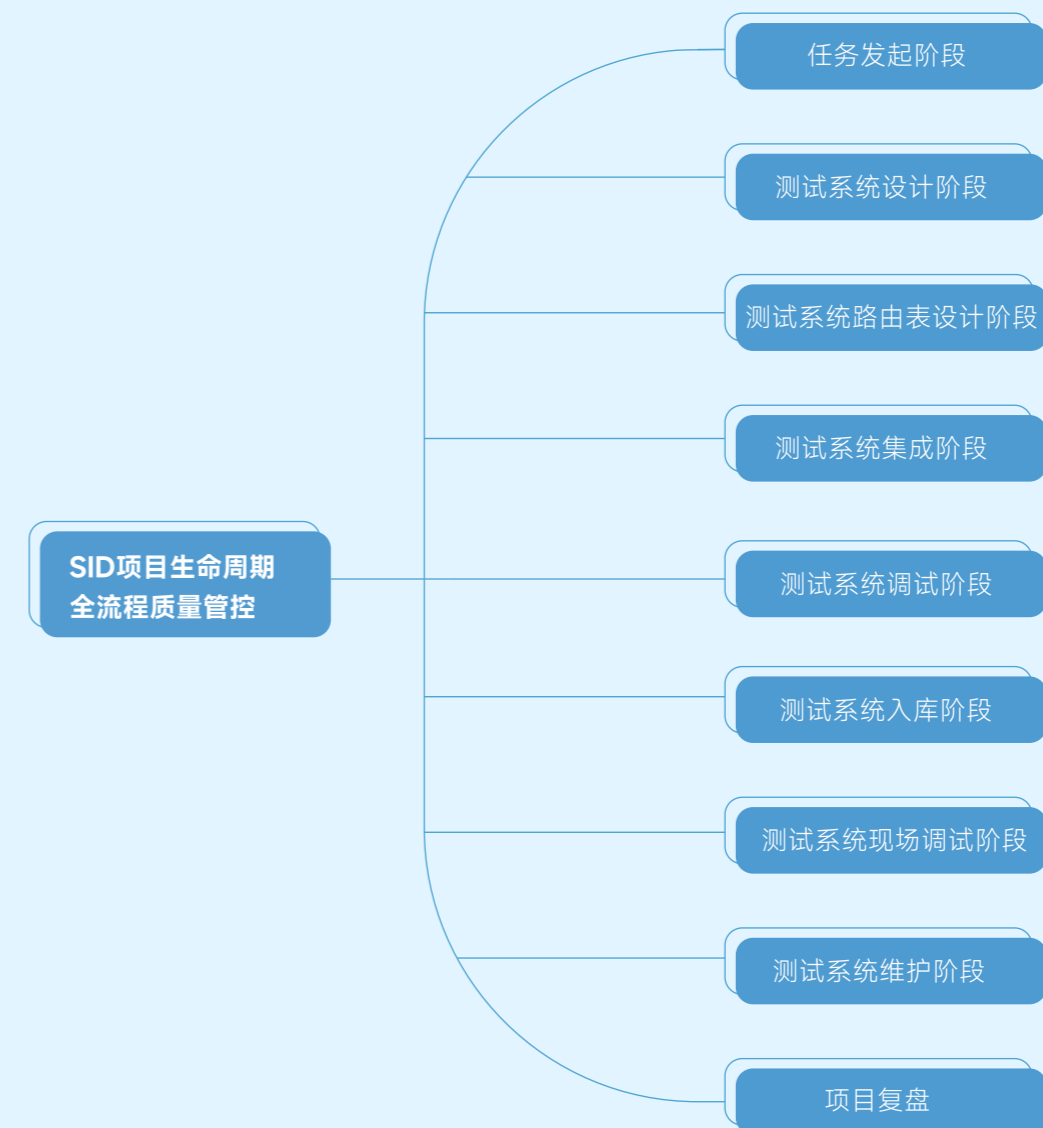 任务发起阶段
测试系统设计阶段
测试系统路由表设计阶段
测试系统集成阶段
SID项目生命周期
全流程质量管控
测试系统调试阶段
测试系统入库阶段
测试系统现场调试阶段
测试系统维护阶段
项目复盘